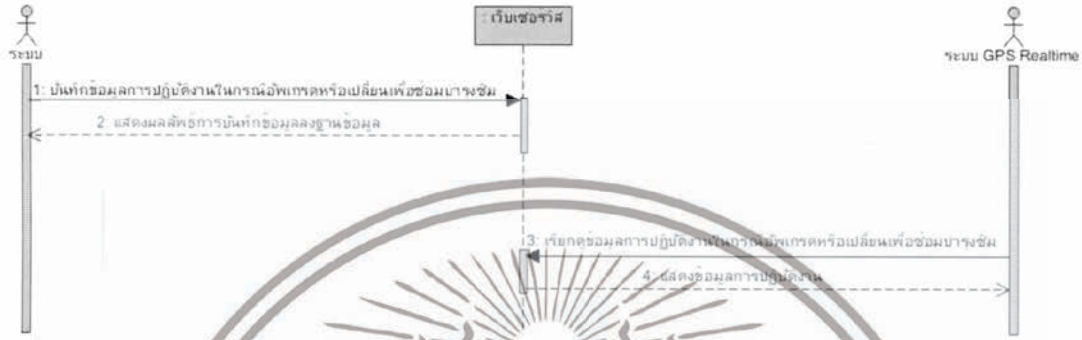 : เว็บเซอร์วิส
ระบบ
ระบบ GPS Realtime
1: บันทึกข้อมูลการปฏิบัติงานในกรณีอัพเกรดหรือเปลี่ยนเพื่อซ่อมบำรุงซิม
2: แสดงผลลัพธ์การบันทึกข้อมูลลงฐานข้อมูล
3: เรียกดูข้อมูลการปฏิบัติงานในกรณีอัพเกรดหรือเปลี่ยนเพื่อซ่อมบำรุงซิม
4: แสดงข้อมูลการปฏิบัติงาน